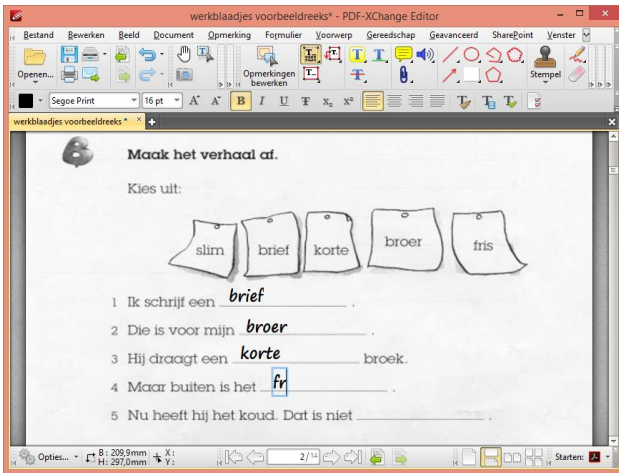 werkblaadjes voorbeeldreeks* - PDF-XChange Editor
Bestand Bewerken Beeld Document Opmerking Formulier Voorwerp Gereedschap Geavanceerd SharePoint Venster
Openen...
Opmerkingen bewerken
Stempel
Segoe Print 16 pt
werkblaadjes voorbeeldreeks *
6 Maak het verhaal af.
Kies uit:
slim brief korte broer fris
1 Ik schrijf een brief .
2 Die is voor mijn broer .
3 Hij draagt een korte broek.
4 Maar buiten is het fr .
5 Nu heeft hij het koud. Dat is niet .
Opties... B: 209,9mm X: 2/14 Starten:
H: 297,0mm Y: